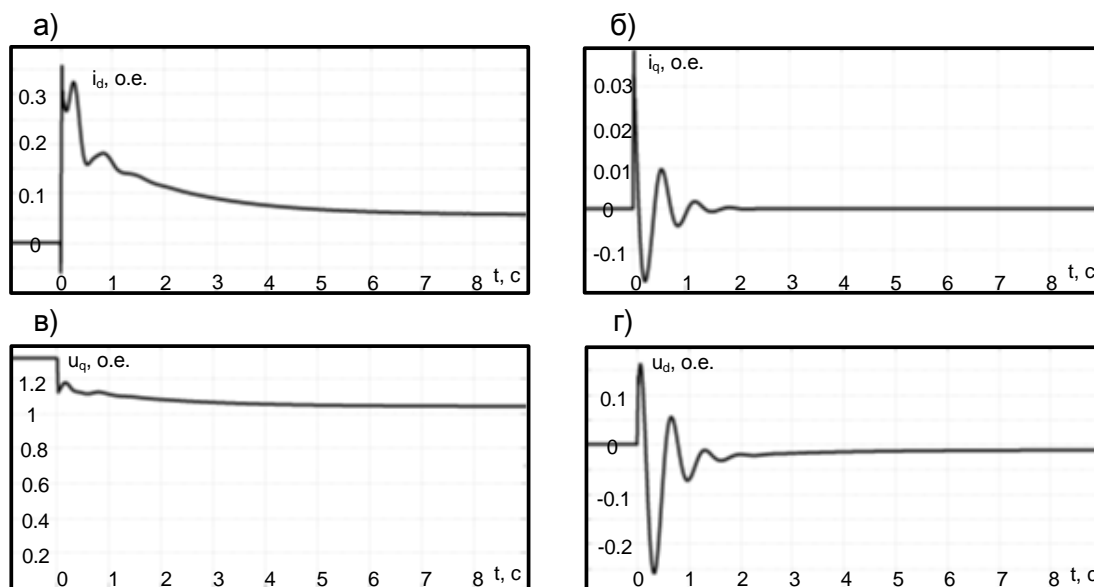 а)
i_d, о.е.
0.3
0.2
0.1
0
0 1 2 3 4 5 6 7 8 t, с
б)
i_q, о.е.
0.03
0.02
0.01
0
-0.1
0 1 2 3 4 5 6 7 8 t, с
в)
u_q, о.е.
1.2
1
0.8
0.6
0.4
0.2
0 1 2 3 4 5 6 7 8 t, с
г)
u_d, о.е.
0.1
0
-0.1
-0.2
0 1 2 3 4 5 6 7 8 t, с